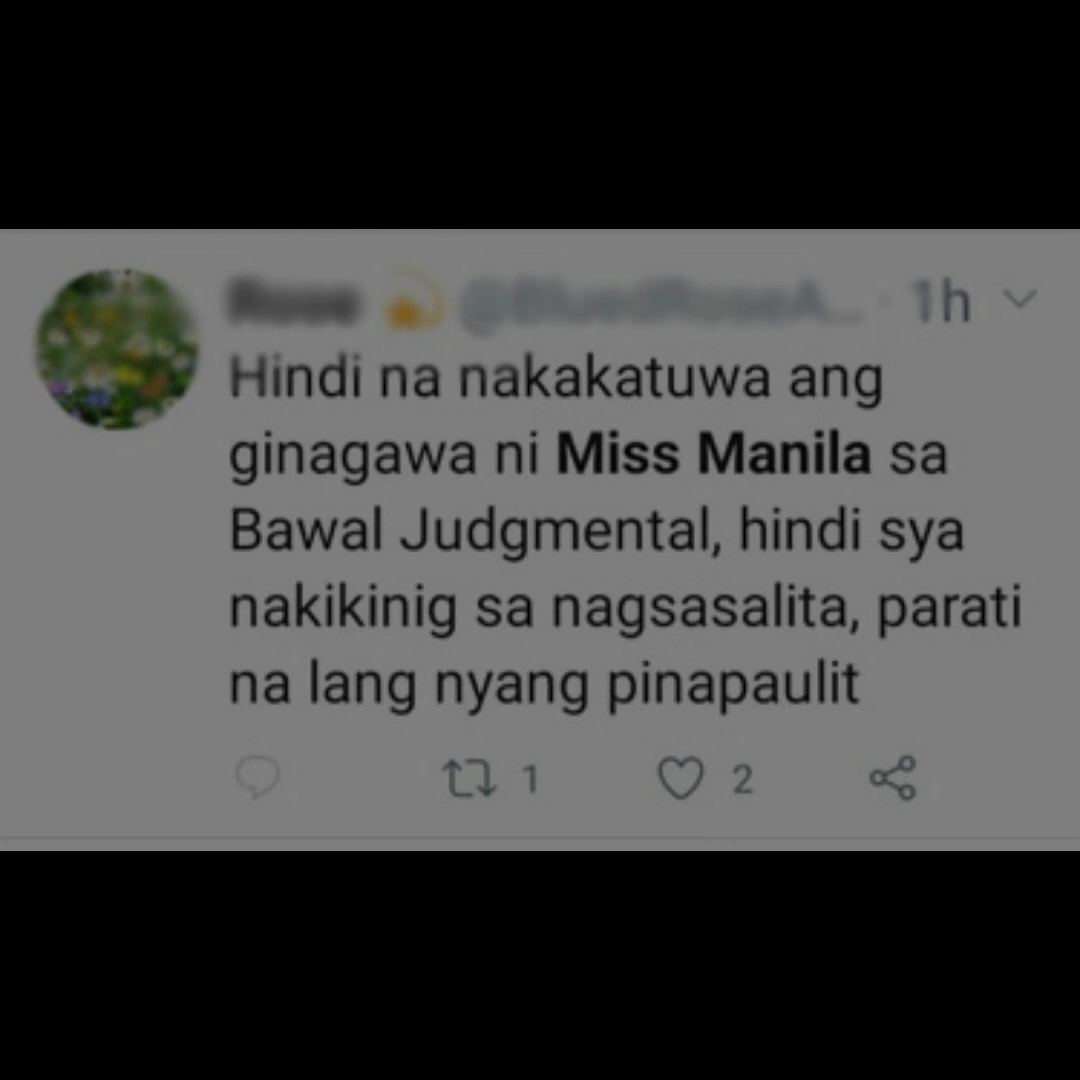 1h
Hindi na nakakatuwa ang
ginagawa ni Miss Manila sa
Bawal Judgmental, hindi sya
nakikinig sa nagsasalita, parati
na lang nyang pinapaulit
1 2